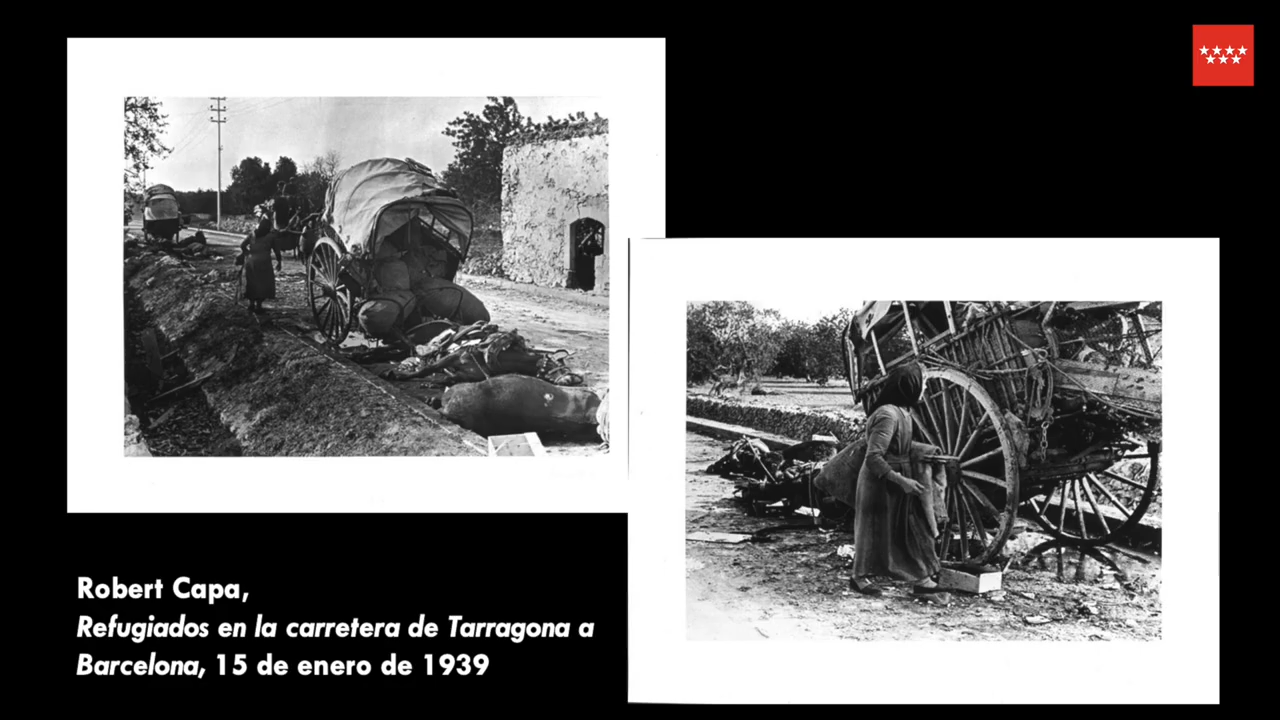 Robert Capa,
Refugiados en la carretera de Tarragona a
Barcelona, 15 de enero de 1939